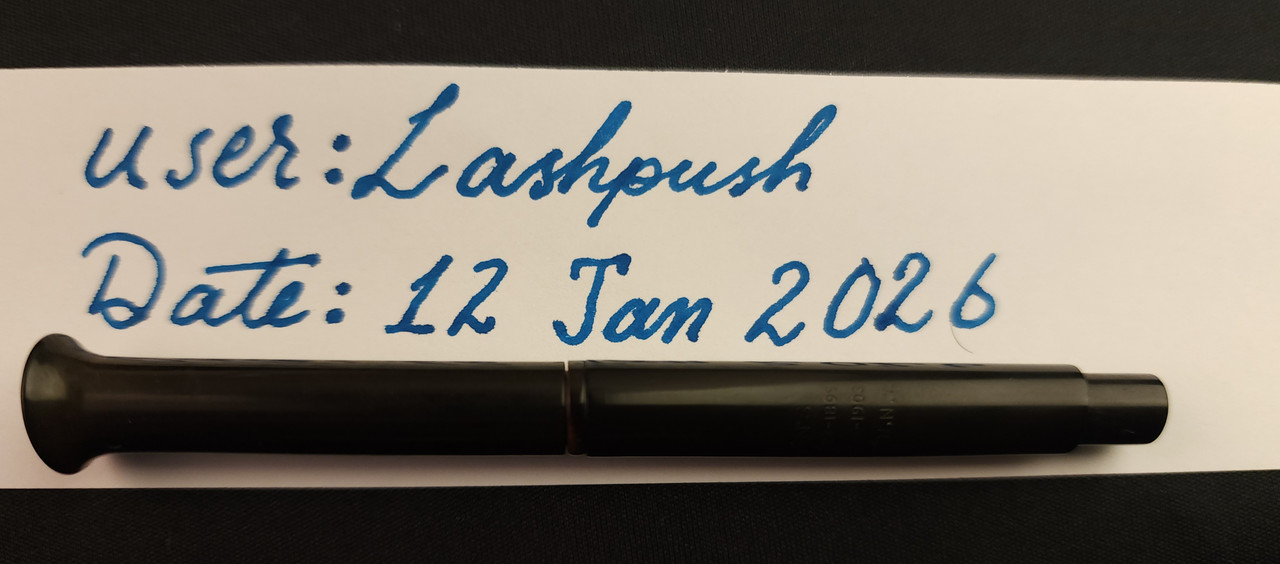 user: Lashpush
Date: 12 Jan 2026